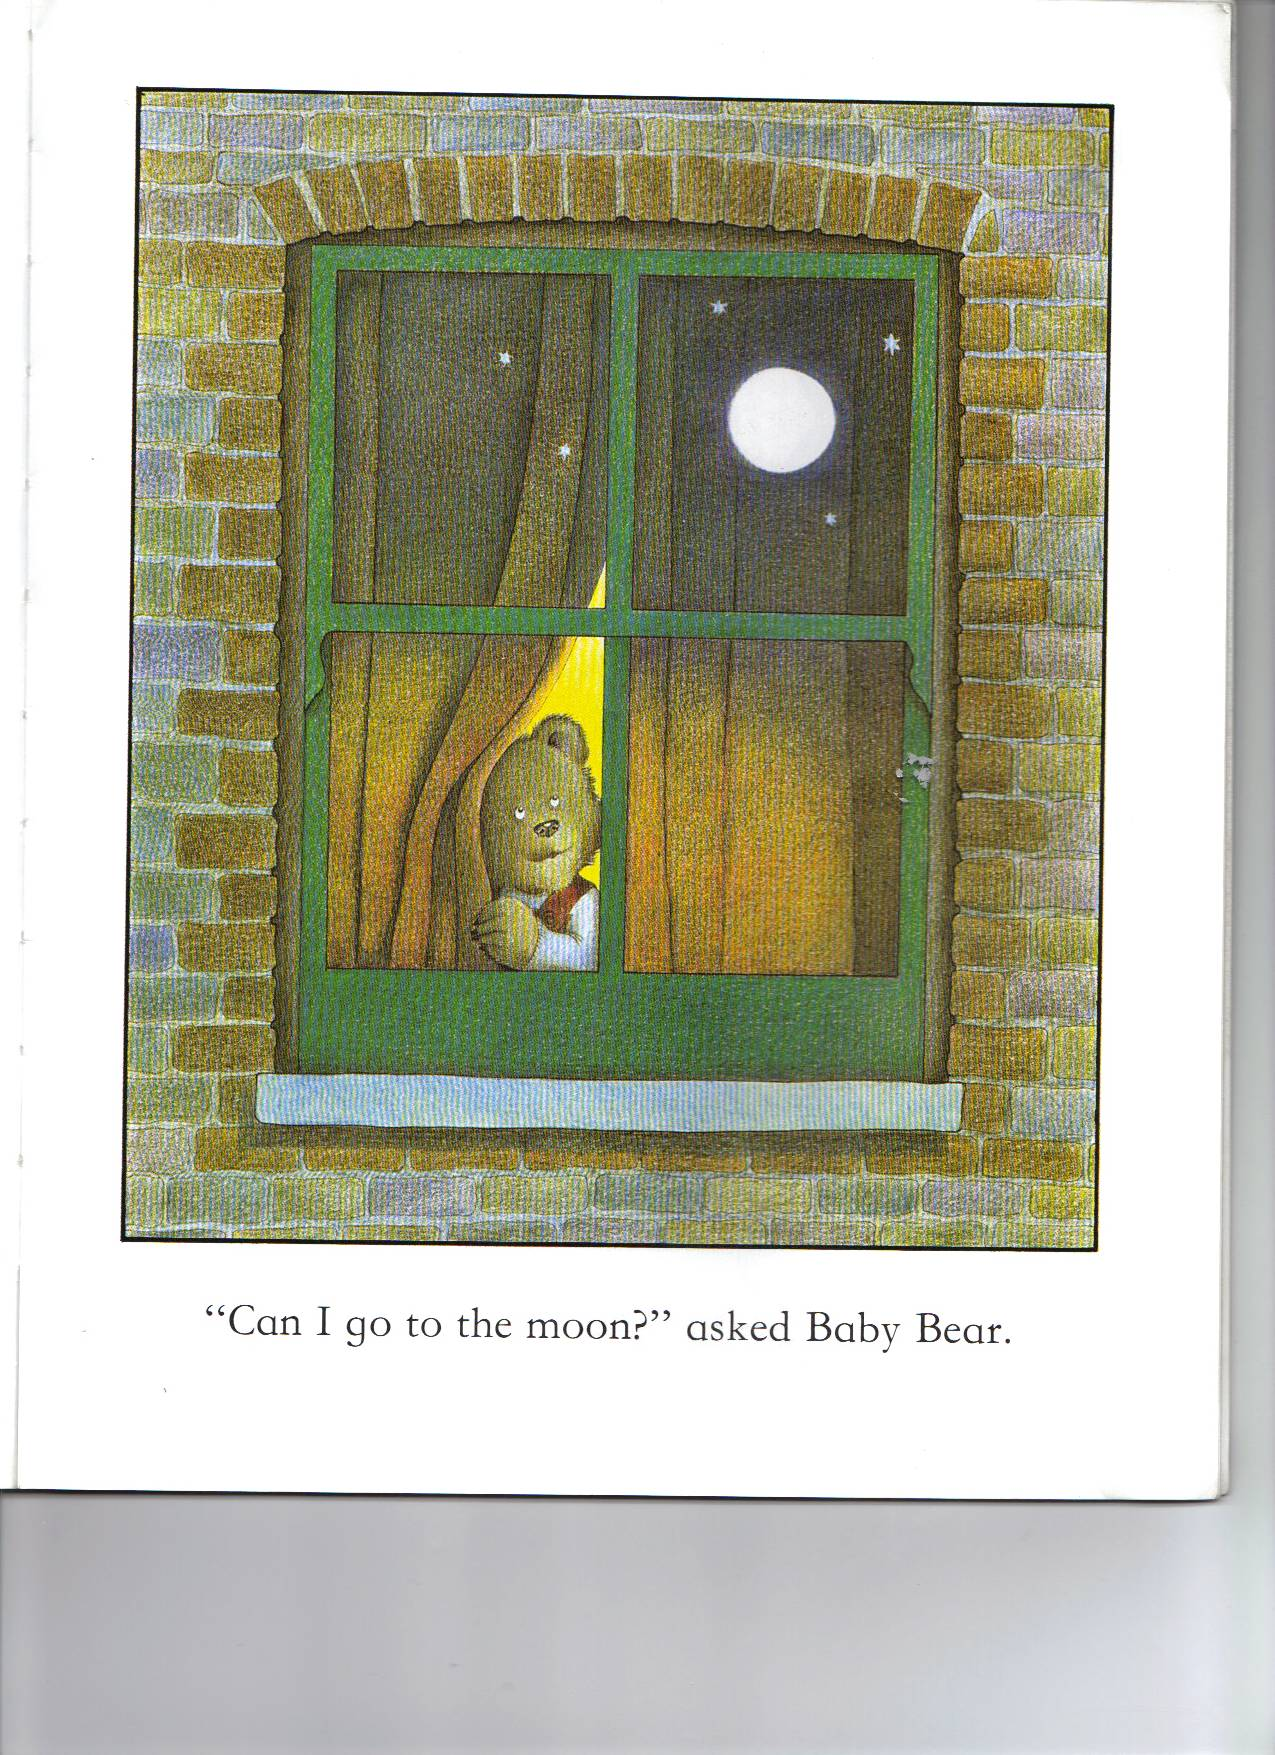 “Can I go to the moon?” asked Baby Bear.